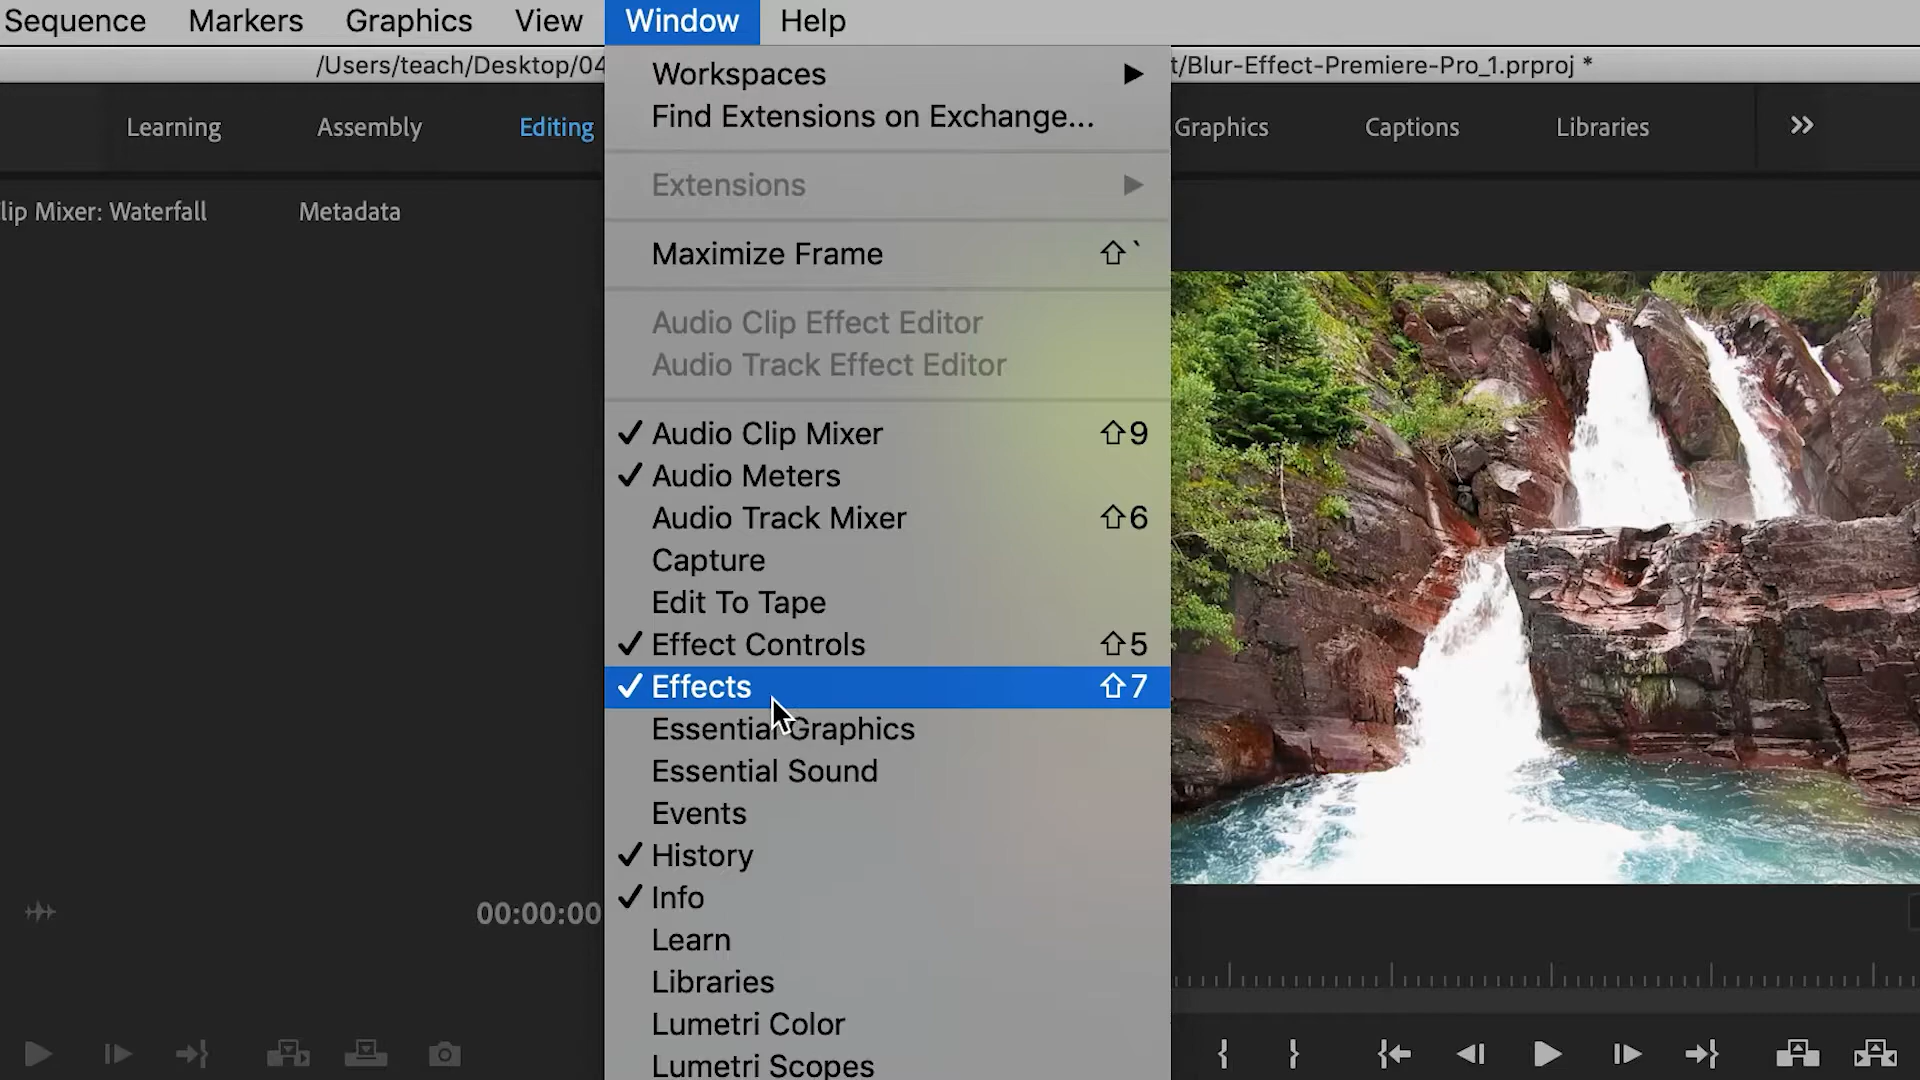 Sequence Markers Graphics View Window Help
/Users/teach/Desktop/04
t/Blur-Effect-Premiere-Pro_1.prproj *
Learning Assembly Editing
Graphics Captions Libraries
lip Mixer: Waterfall Metadata
Workspaces
Find Extensions on Exchange...
Extensions
Maximize Frame ⇧`
Audio Clip Effect Editor
Audio Track Effect Editor
✓ Audio Clip Mixer ⇧9
✓ Audio Meters
Audio Track Mixer ⇧6
Capture
Edit To Tape
✓ Effect Controls ⇧5
✓ Effects ⇧7
Essential Graphics
Essential Sound
Events
✓ History
✓ Info
Learn
Libraries
Lumetri Color
Lumetri Scopes
00:00:00